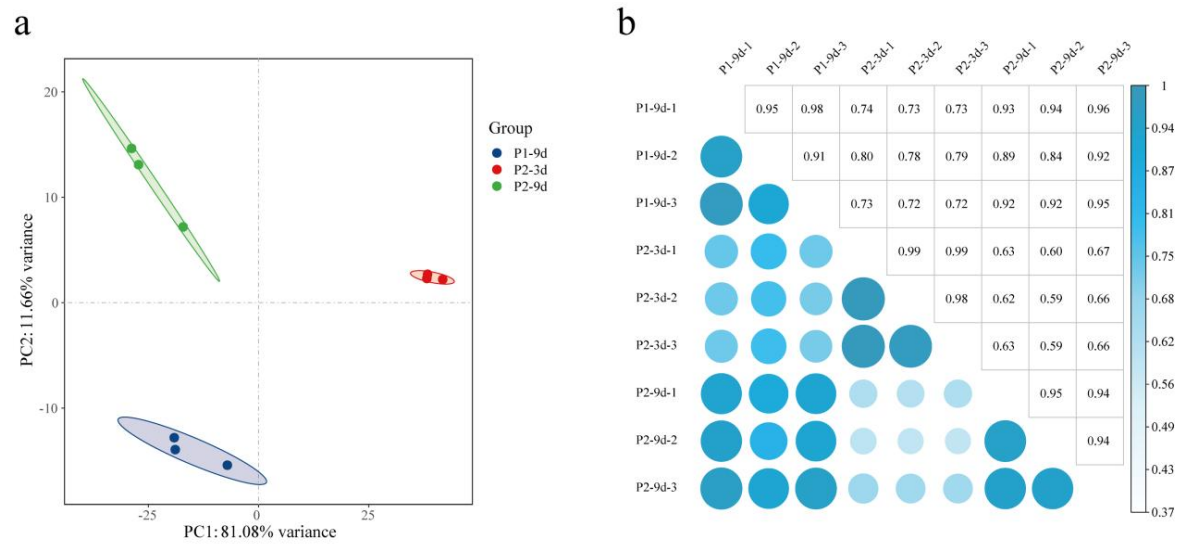 a
PC2: 11.66% variance
20
10
0
-10
-25
0
25
PC1: 81.08% variance
Group
P1-9d
P2-3d
P2-9d
b
P1-9d-1 P1-9d-2 P1-9d-3 P2-3d-1 P2-3d-2 P2-3d-3 P2-9d-1 P2-9d-2 P2-9d-3
P1-9d-1 0.95 0.98 0.74 0.73 0.73 0.93 0.94 0.96
P1-9d-2 0.91 0.80 0.78 0.79 0.89 0.84 0.92
P1-9d-3 0.73 0.72 0.72 0.92 0.92 0.95
P2-3d-1 0.99 0.99 0.63 0.60 0.67
P2-3d-2 0.98 0.62 0.59 0.66
P2-3d-3 0.63 0.59 0.66
P2-9d-1 0.95 0.94
P2-9d-2 0.94
P2-9d-3
1
0.94
0.87
0.81
0.75
0.68
0.62
0.56
0.49
0.43
0.37